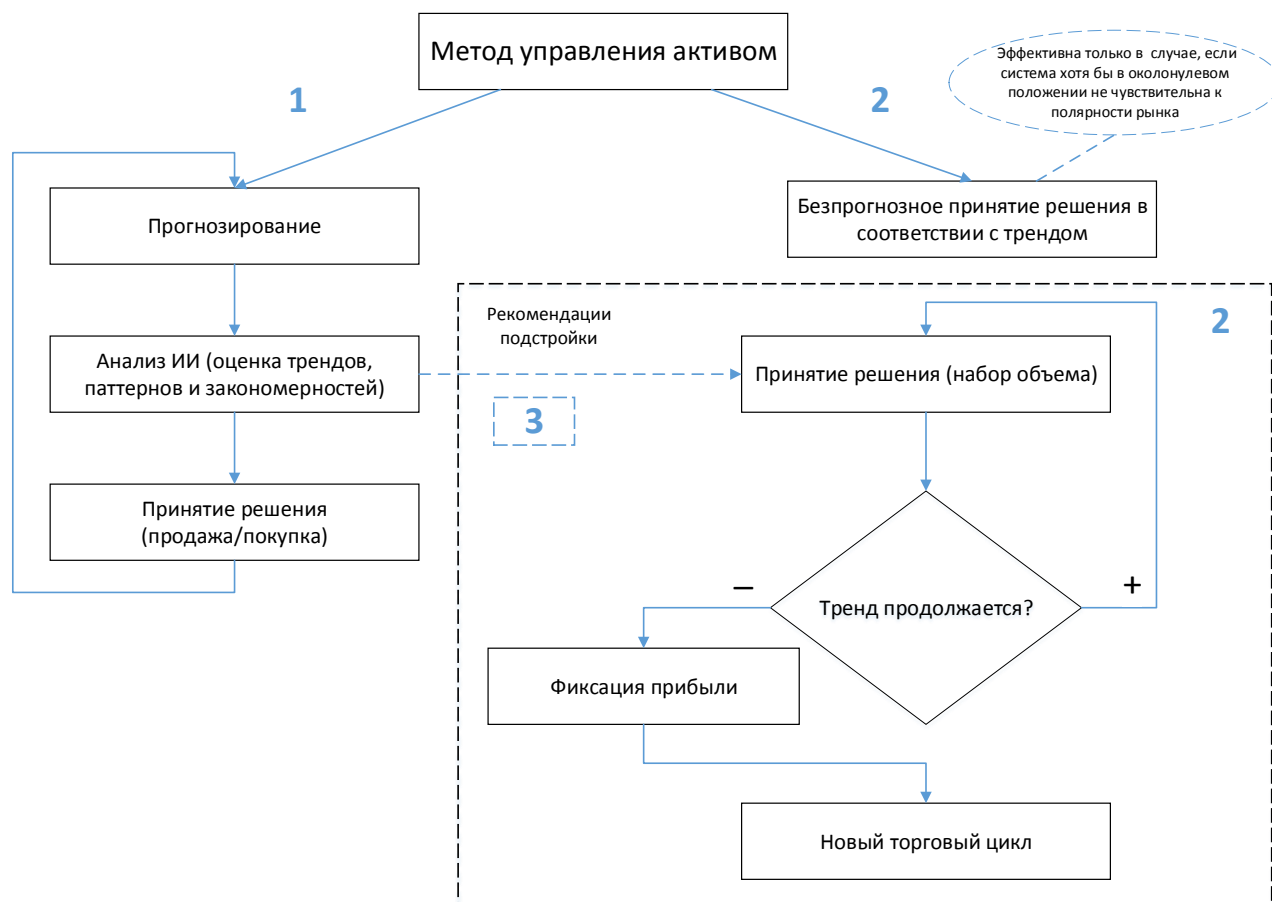 Метод управления активом
Эффективна только в случае, если
система хотя бы в околонулевом
положении не чувствительна к
полярности рынка
1
2
Прогнозирование
Безпрогнозное принятие решения в
соответствии с трендом
Рекомендации
подстройки
2
Анализ ИИ (оценка трендов,
паттернов и закономерностей)
Принятие решения (набор объема)
3
Принятие решения
(продажа/покупка)
–
+
Тренд продолжается?
Фиксация прибыли
Новый торговый цикл